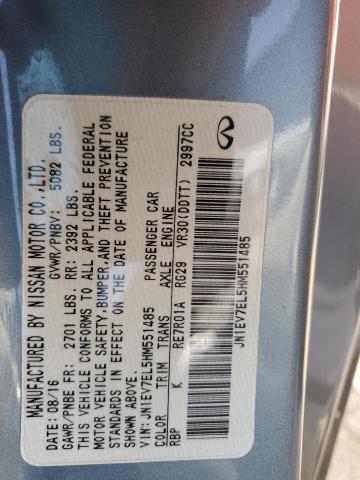 MANUFACTURED BY NISSAN MOTOR CO.,LTD.
DATE: 08/16 GVWR/PNBV: 5082 LBS.
GAWR/PNBE FR: 2701 LBS. RR: 2392 LBS.
THIS VEHICLE CONFORMS TO ALL APPLICABLE FEDERAL
MOTOR VEHICLE SAFETY,BUMPER,AND THEFT PREVENTION
STANDARDS IN EFFECT ON THE DATE OF MANUFACTURE
SHOWN ABOVE.
VIN: JN1EV7EL5HM551485 PASSENGER CAR
COLOR TRIM TRANS AXLE ENGINE
RBP K RE7R01A RG29 VR30(DDTT) 2997CC
JN1EV7EL5HM551485